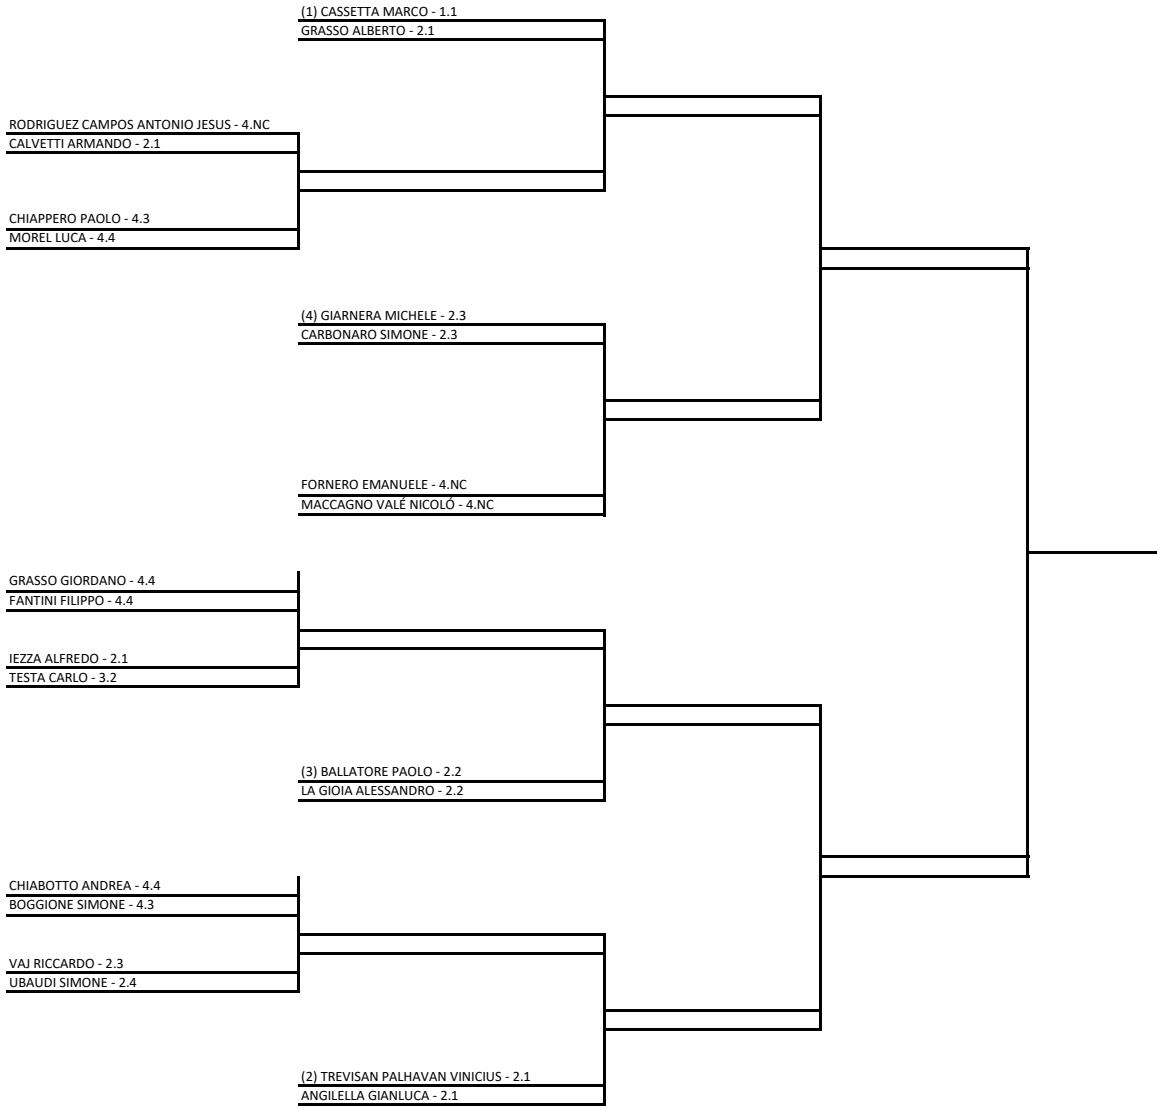 (1) CASSETTA MARCO - 1.1
GRASSO ALBERTO - 2.1
RODRIGUEZ CAMPOS ANTONIO JESUS - 4.NC
CALVETTI ARMANDO - 2.1
CHIAPPERO PAOLO - 4.3
MOREL LUCA - 4.4
(4) GIARNERA MICHELE - 2.3
CARBONARO SIMONE - 2.3
FORNERO EMANUELE - 4.NC
MACCAGNO VALÉ NICOLÓ - 4.NC
GRASSO GIORDANO - 4.4
FANTINI FILIPPO - 4.4
IEZZA ALFREDO - 2.1
TESTA CARLO - 3.2
(3) BALLATORE PAOLO - 2.2
LA GIOIA ALESSANDRO - 2.2
CHIABOTTO ANDREA - 4.4
BOGGIONE SIMONE - 4.3
VAJ RICCARDO - 2.3
UBAUDI SIMONE - 2.4
(2) TREVISAN PALHAVAN VINICIUS - 2.1
ANGILELLA GIANLUCA - 2.1